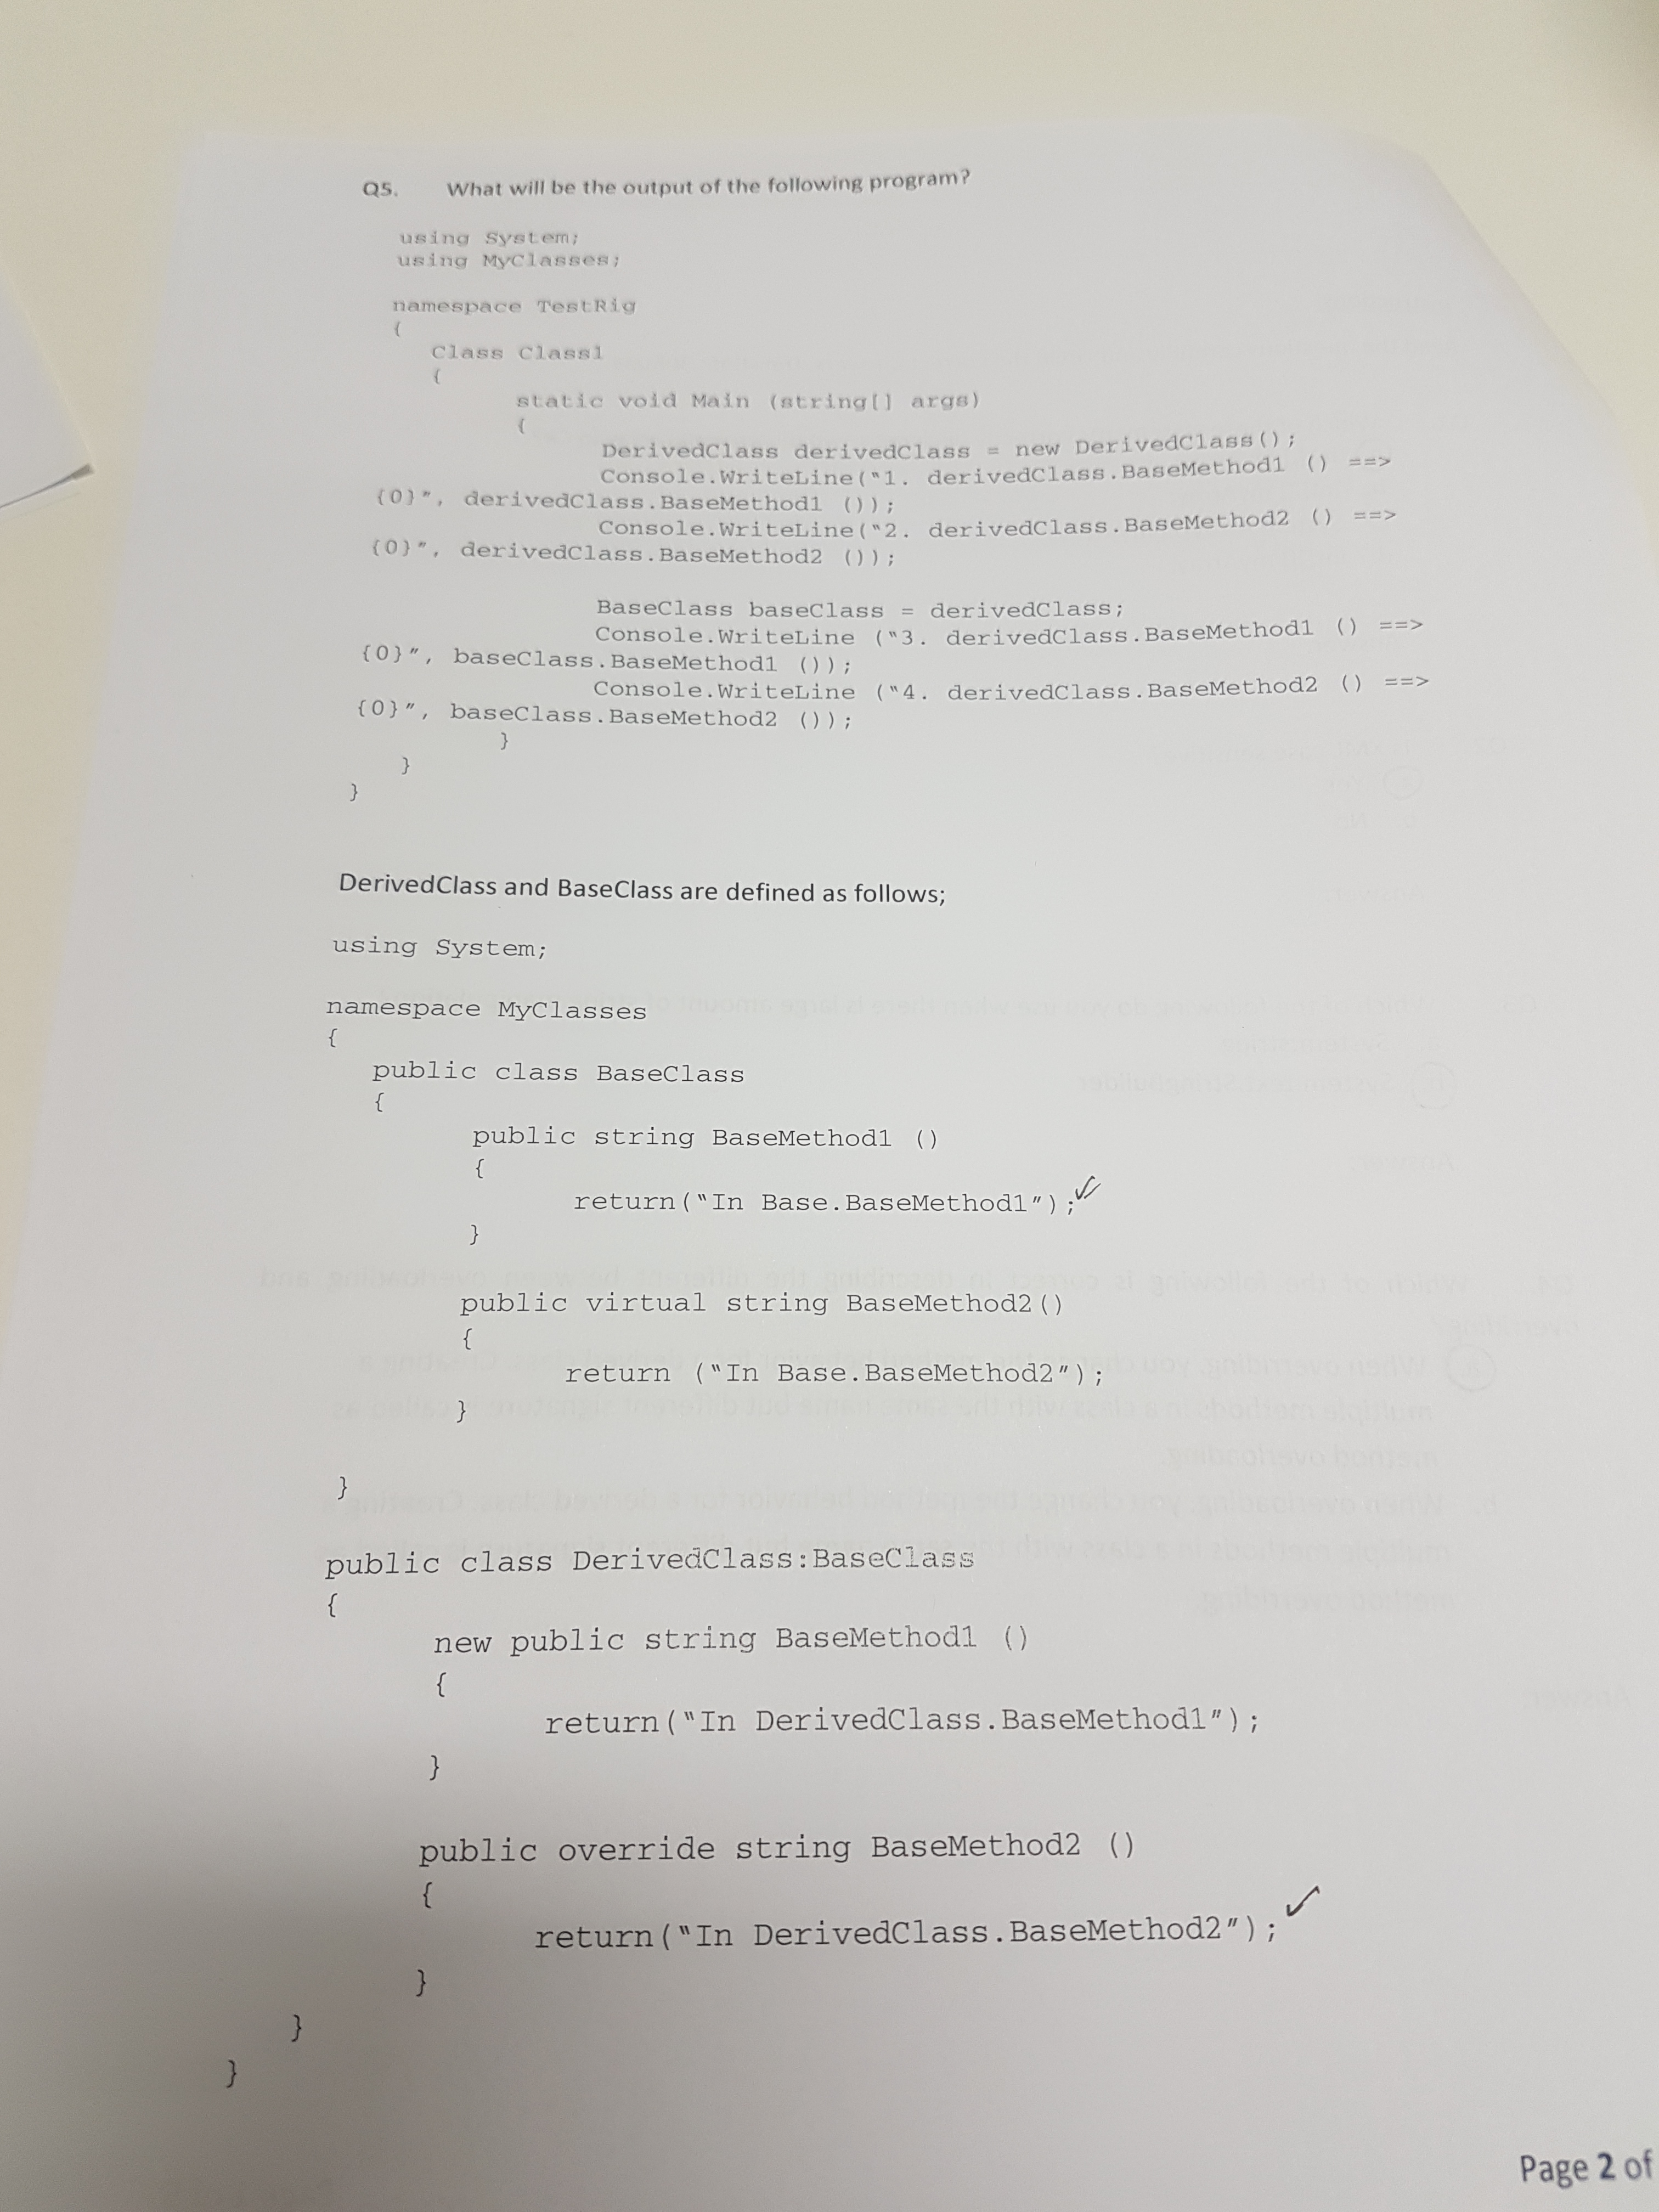 Q5. What will be the output of the following program?
using System;
using MyClasses;
namespace TestRig
{
Class Class1
{
static void Main (string[] args)
{
DerivedClass derivedClass = new DerivedClass();
Console.WriteLine("1. derivedClass.BaseMethod1 () ==>
{0}", derivedClass.BaseMethod1 ());
Console.WriteLine("2. derivedClass.BaseMethod2 () ==>
{0}", derivedClass.BaseMethod2 ());
BaseClass baseClass = derivedClass;
Console.WriteLine ("3. derivedClass.BaseMethod1 () ==>
{0}", baseClass.BaseMethod1 ());
Console.WriteLine ("4. derivedClass.BaseMethod2 () ==>
{0}", baseClass.BaseMethod2 ());
}
}
}
DerivedClass and BaseClass are defined as follows;
using System;
namespace MyClasses
{
public class BaseClass
{
public string BaseMethod1 ()
{
return("In Base.BaseMethod1");
}
public virtual string BaseMethod2()
{
return ("In Base.BaseMethod2");
}
}
public class DerivedClass:BaseClass
{
new public string BaseMethod1 ()
{
return("In DerivedClass.BaseMethod1");
}
public override string BaseMethod2 ()
{
return("In DerivedClass.BaseMethod2");
}
}
}
Page 2 of